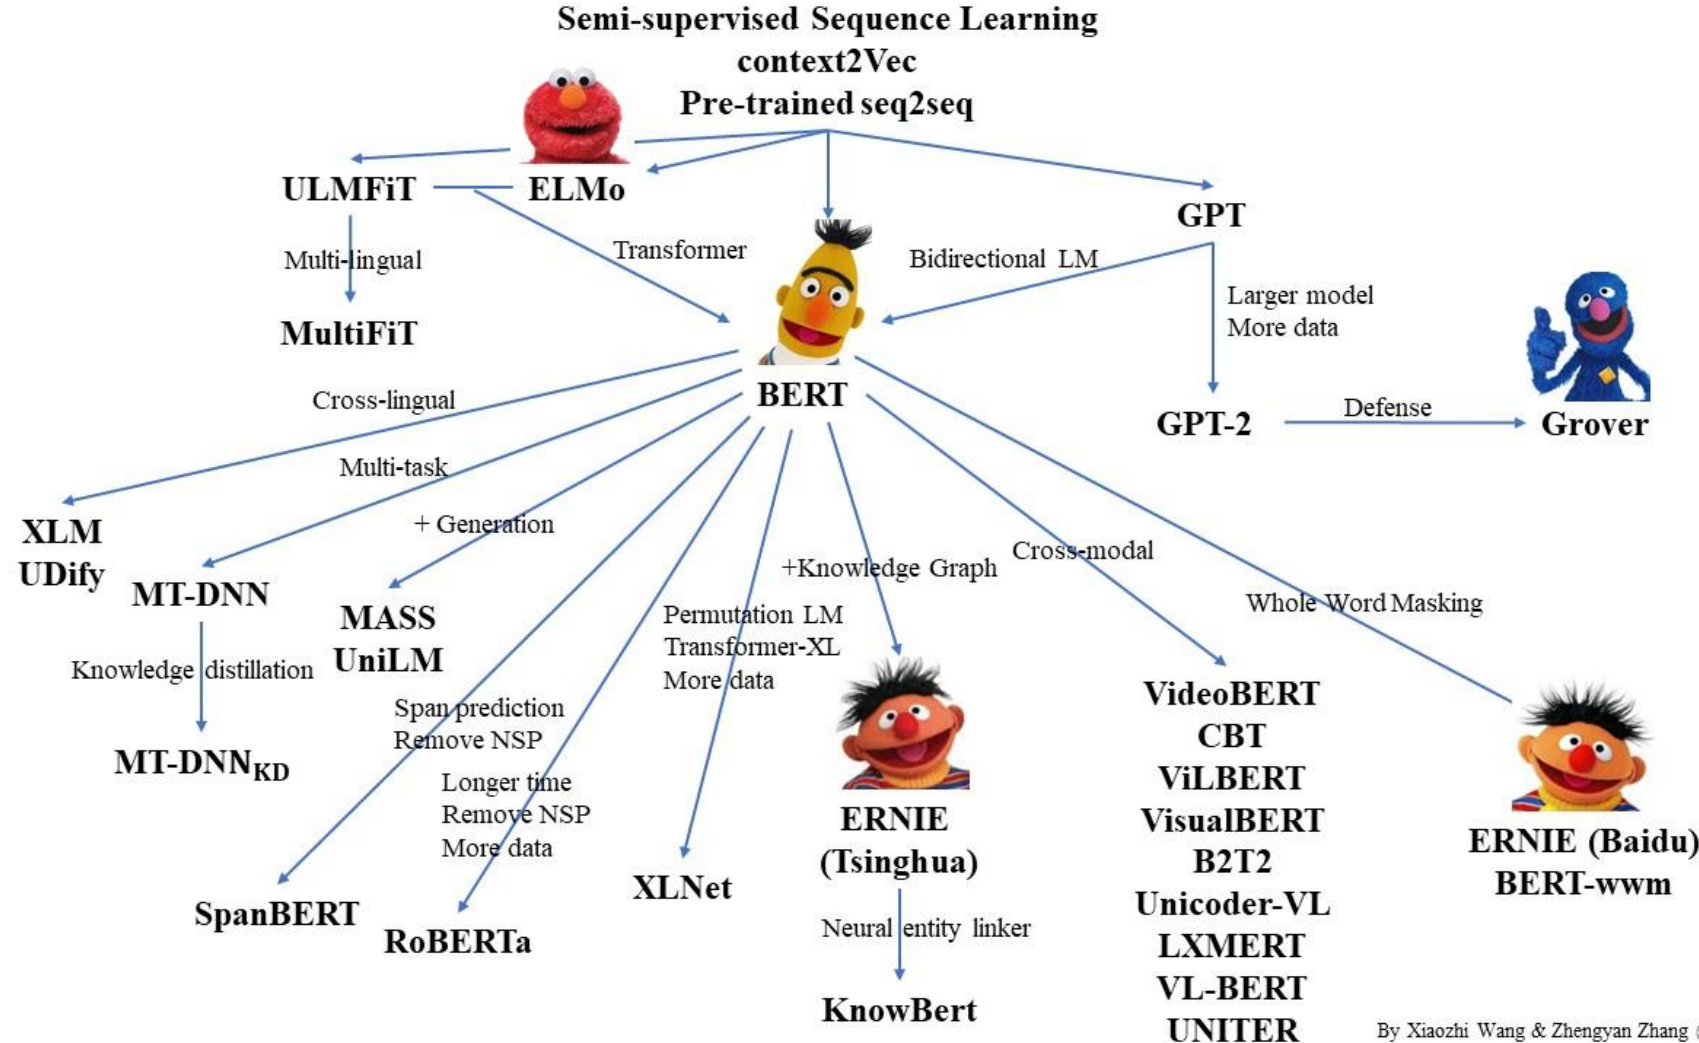 Semi-supervised Sequence Learning
context2Vec
Pre-trained seq2seq
ULMFiT
ELMo
GPT
Multi-lingual
Transformer
Bidirectional LM
Larger model
More data
MultiFiT
BERT
GPT-2
Defense
Grover
Cross-lingual
Multi-task
+ Generation
+Knowledge Graph
Cross-modal
Whole Word Masking
XLM
UDify
MT-DNN
MASS
UniLM
Knowledge distillation
MT-DNNKD
Span prediction
Remove NSP
Longer time
Remove NSP
More data
Permutation LM
Transformer-XL
More data
SpanBERT
RoBERTa
XLNet
ERNIE
(Tsinghua)
Neural entity linker
KnowBert
VideoBERT
CBT
ViLBERT
VisualBERT
B2T2
Unicoder-VL
LXMERT
VL-BERT
UNITER
ERNIE (Baidu)
BERT-wwm
By Xiaozhi Wang & Zhengyan Zhang